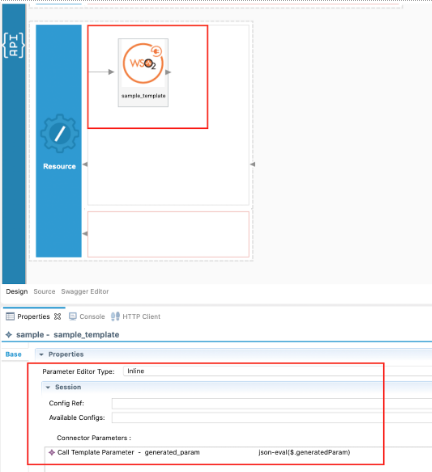 {API}
WSO2
sample_template
Resource
Design Source Swagger Editor
Properties Console HTTP Client
sample - sample_template
Base
Properties
Parameter Editor Type: Inline
Session
Config Ref:
Available Configs:
Connector Parameters :
Call Template Parameter - generated_param json-eval($.generatedParam)